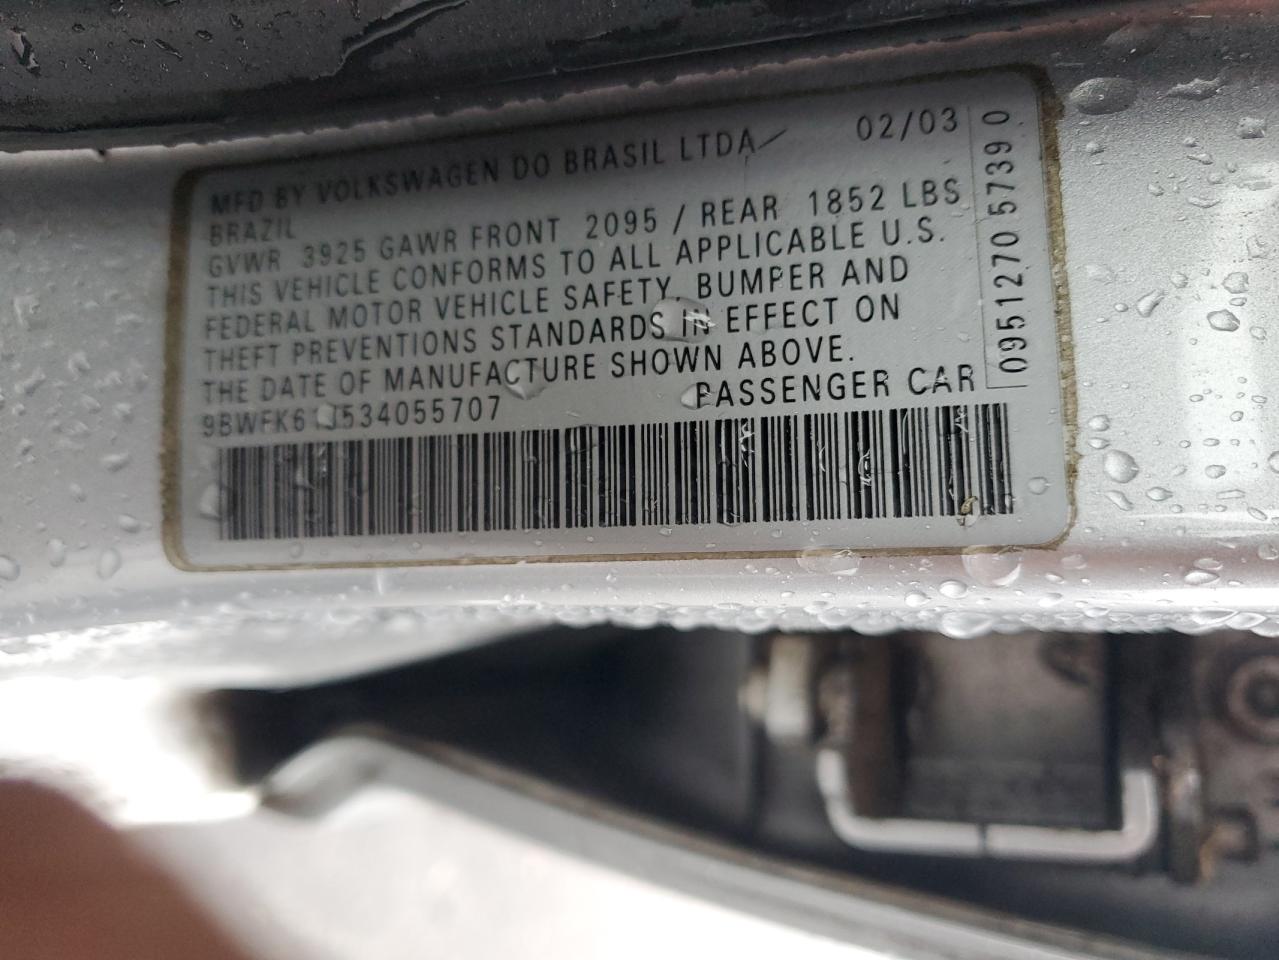 MFD BY VOLKSWAGEN DO BRASIL LTDA 02/03
BRAZIL
GVWR 3925 GAWR FRONT 2095 / REAR 1852 LBS
THIS VEHICLE CONFORMS TO ALL APPLICABLE U.S.
FEDERAL MOTOR VEHICLE SAFETY, BUMPER AND
THEFT PREVENTIONS STANDARDS IN EFFECT ON
THE DATE OF MANUFACTURE SHOWN ABOVE.
PASSENGER CAR
0951270 5739 0